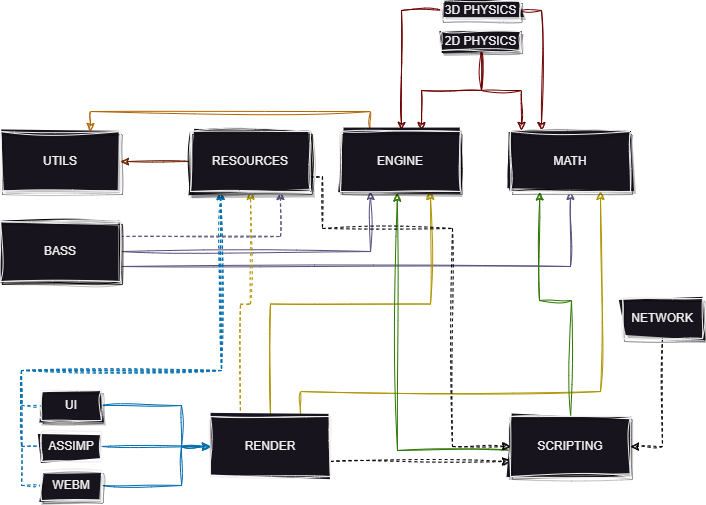 3D PHYSICS
2D PHYSICS
UTILS
RESOURCES
ENGINE
MATH
BASS
NETWORK
UI
ASSIMP
RENDER
SCRIPTING
WEBM